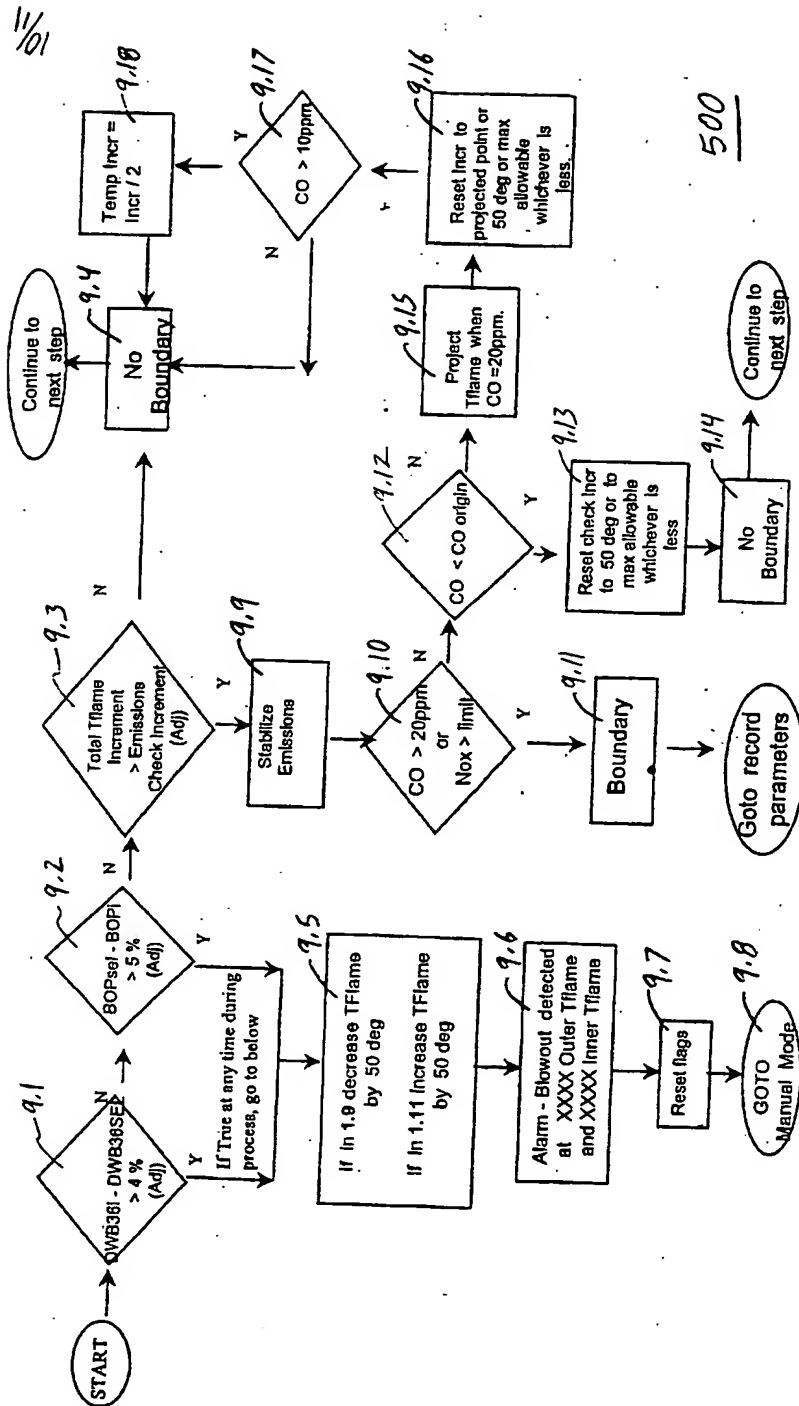 11/01
START
9.1
DWB36I - DWB36SEL
> 4 %
(Adj)
N
Y
9.2
BOPsel - BOPi
> 5 %
(Adj)
N
Y
If True at any time during
process, go to below
9.5
If In 1.9 decrease TFlame
by 50 deg
If In 1.11 Increase TFlame
by 50 deg
9.6
Alarm - Blowout detected
at XXXX Outer Tflame
and XXXX Inner Tflame
9.7
Reset flags
9.8
GOTO
Manual Mode
9.3
Total Tflame
Increment
> Emissions
Check Increment
(Adj)
N
Y
9.9
Stabilize
Emissions
9.10
CO > 20ppm
or
Nox > limit
N
Y
9.11
Boundary
Goto record
parameters
9.12
CO < CO origin
N
Y
9.13
Reset check Incr
to 50 deg or to
max allowable
whichever is
less
9.14
No
Boundary
Continue to
next step
9.15
Project
Tflame when
CO =20ppm.
9.16
Reset Incr to
projected point or
50 deg or max
allowable
whichever is
less.
9.17
CO > 10ppm
Y
N
9.18
Temp Incr =
Incr / 2
9.4
No
Boundary
Continue to
next step
500